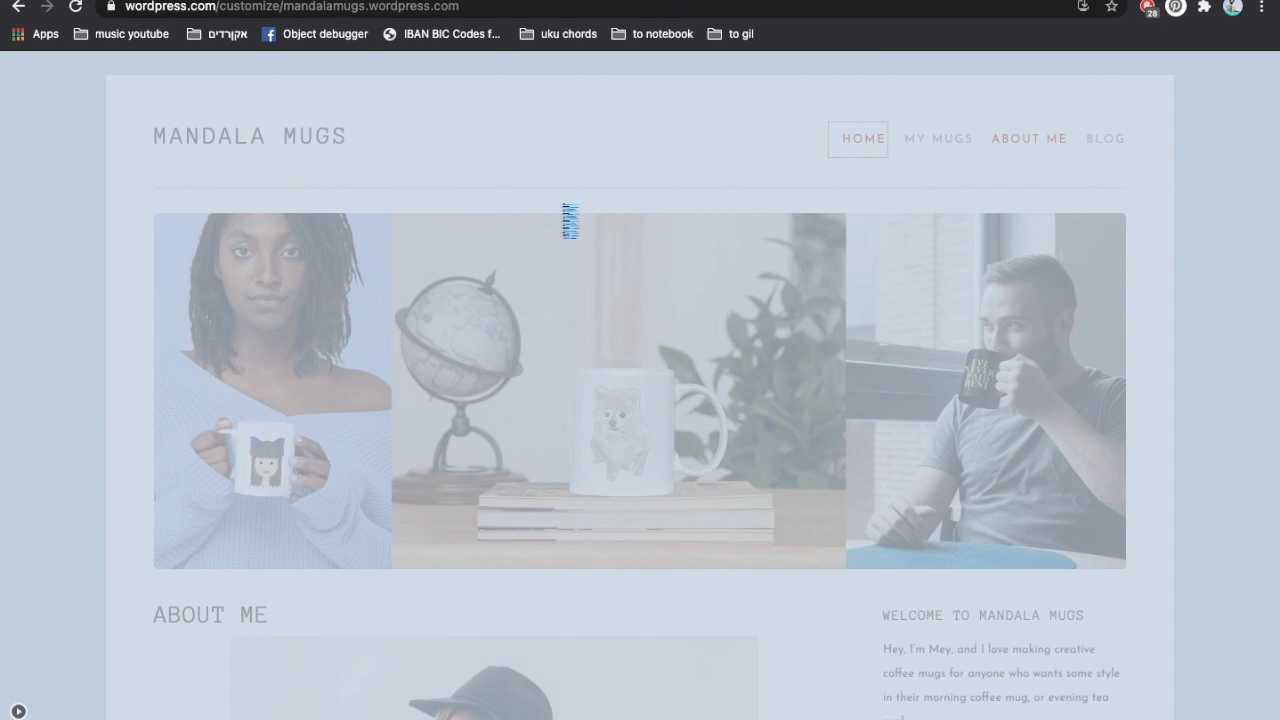 wordpress.com/customize/mandalamugs.wordpress.com
28
Apps music youtube אקורדים Object debugger IBAN BIC Codes f... uku chords to notebook to gil
MANDALA MUGS
HOME MY MUGS ABOUT ME BLOG
ABOUT ME
WELCOME TO MANDALA MUGS
Hey, I'm Mey, and I love making creative
coffee mugs for anyone who wants some style
in their morning coffee mug, or evening tea